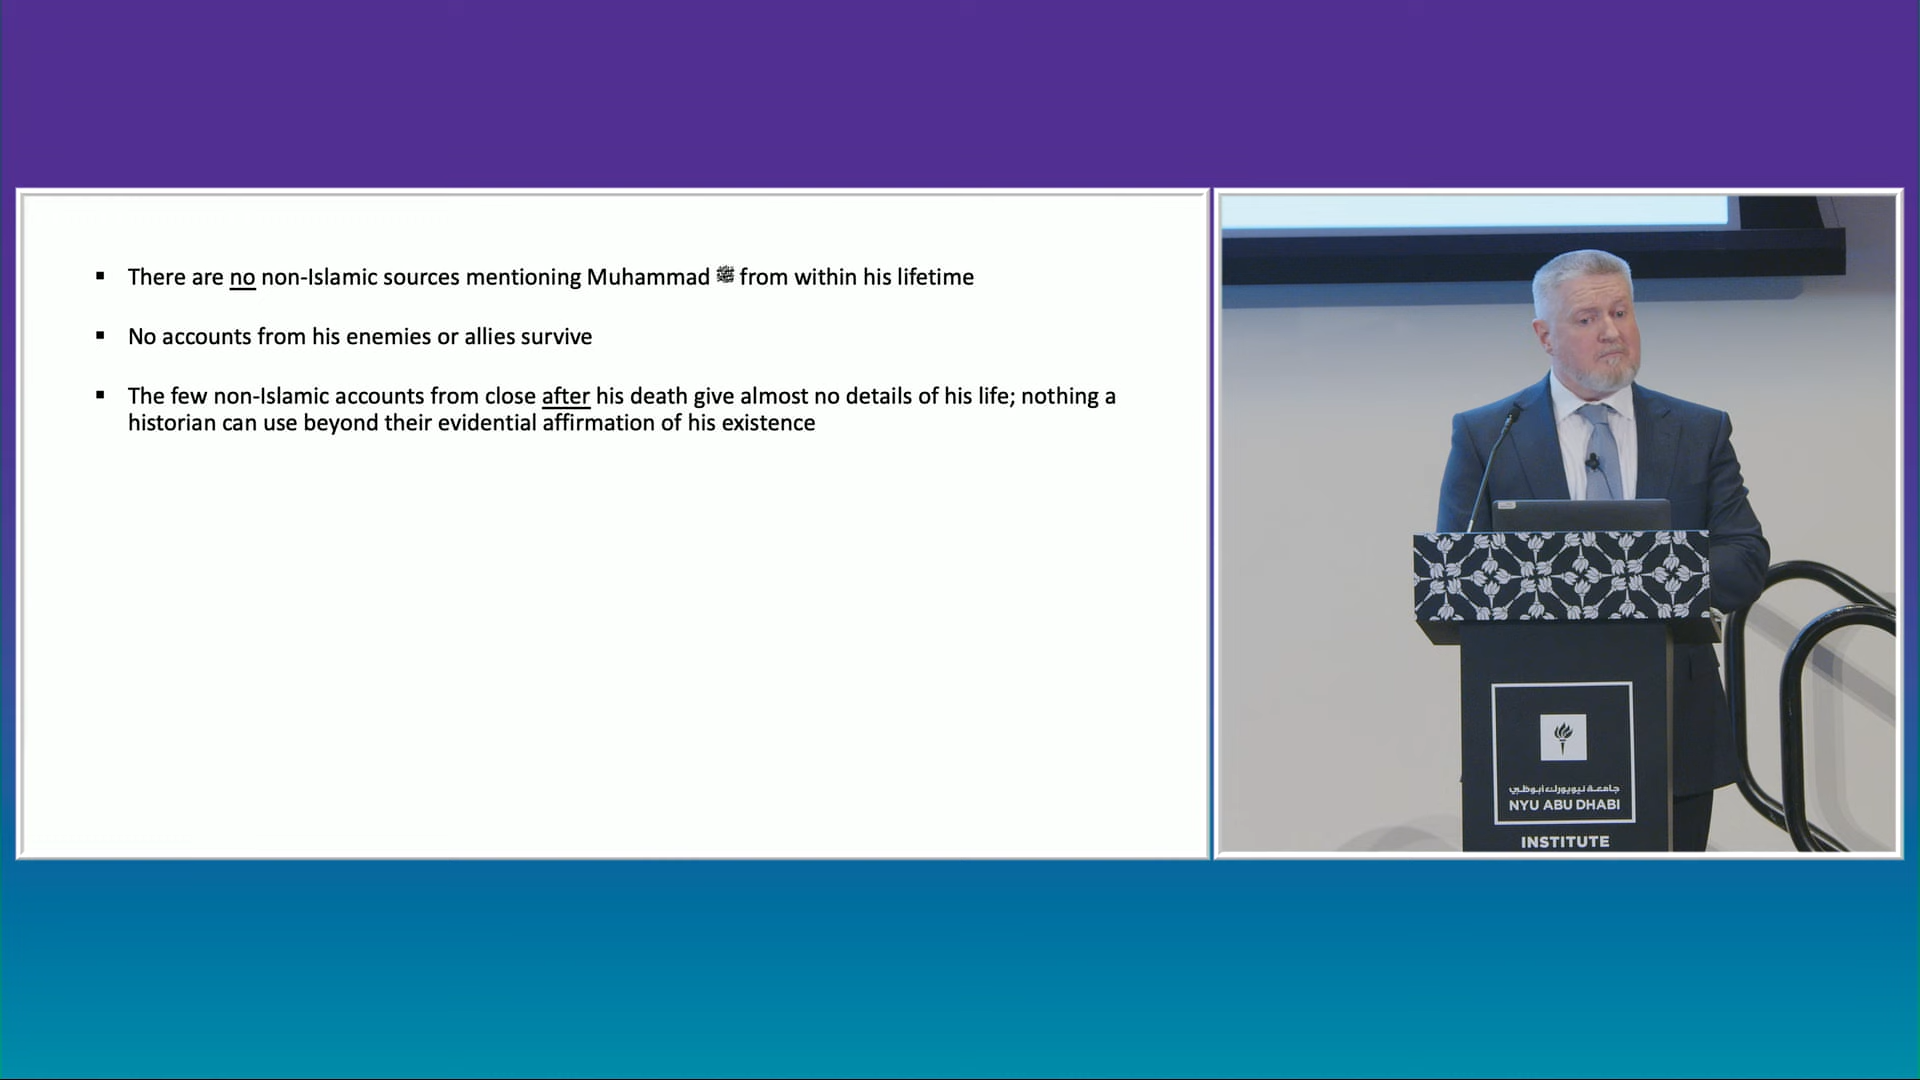 ▪ There are no non-Islamic sources mentioning Muhammad ﷺ from within his lifetime
▪ No accounts from his enemies or allies survive
▪ The few non-Islamic accounts from close after his death give almost no details of his life; nothing a
historian can use beyond their evidential affirmation of his existence
جامعة نيويورك أبوظبي
NYU ABU DHABI
INSTITUTE